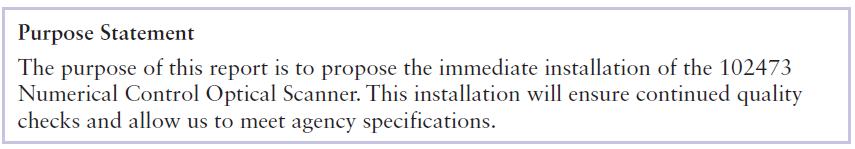 Purpose Statement
The purpose of this report is to propose the immediate installation of the 102473
Numerical Control Optical Scanner. This installation will ensure continued quality
checks and allow us to meet agency specifications.